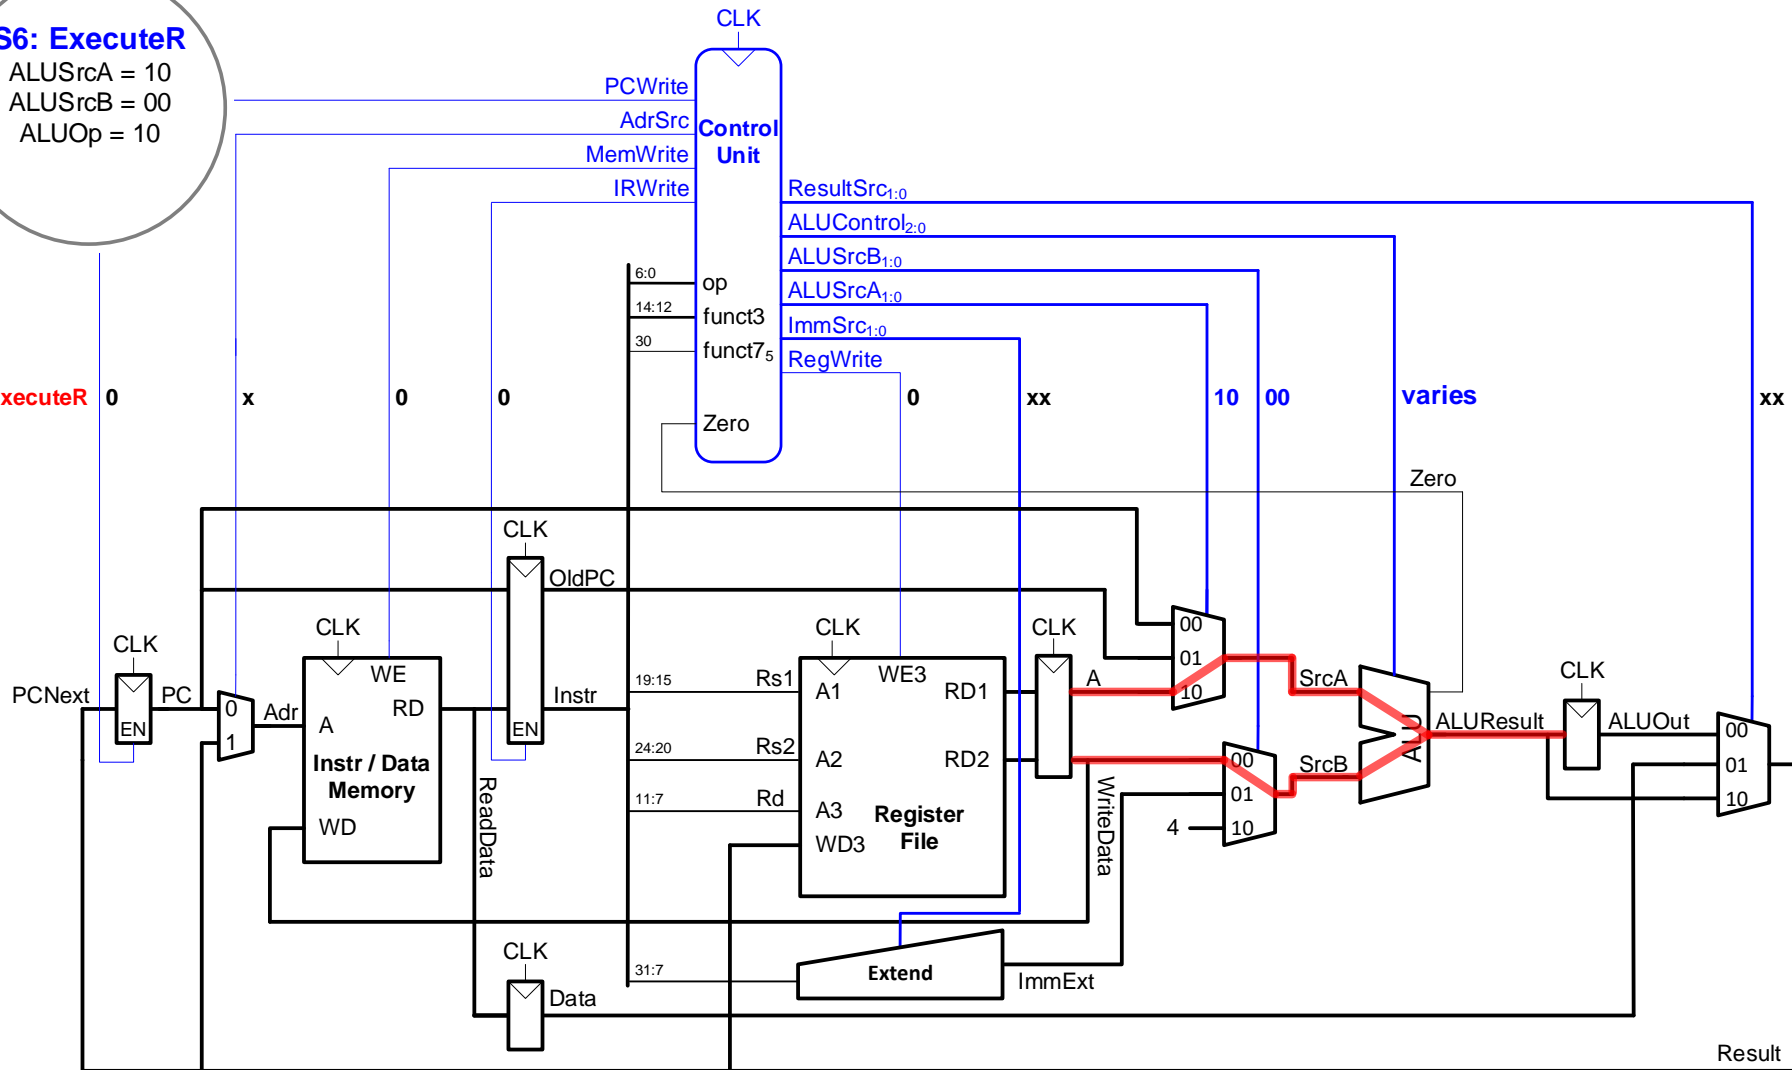 S6: ExecuteR
ALUSrcA = 10
ALUSrcB = 00
ALUOp = 10
CLK
PCWrite
AdrSrc
MemWrite
IRWrite
Control
Unit
ResultSrc1:0
ALUControl2:0
ALUSrcB1:0
ALUSrcA1:0
ImmSrc1:0
RegWrite
6:0
op
14:12
funct3
30
funct75
Zero
xecuteR
0
x
0
0
0
xx
10
00
varies
xx
Zero
CLK
OldPC
CLK
CLK
CLK
CLK
CLK
PCNext
EN
PC
0
1
Adr
WE
RD
A
Instr / Data
Memory
WD
ReadData
EN
Instr
19:15
Rs1
24:20
Rs2
11:7
Rd
A1
A2
A3
WD3
WE3
RD1
RD2
Register
File
A
WriteData
00
01
10
00
01
10
4
SrcA
SrcB
ALU
ALUResult
ALUOut
00
01
10
CLK
Data
31:7
Extend
ImmExt
Result